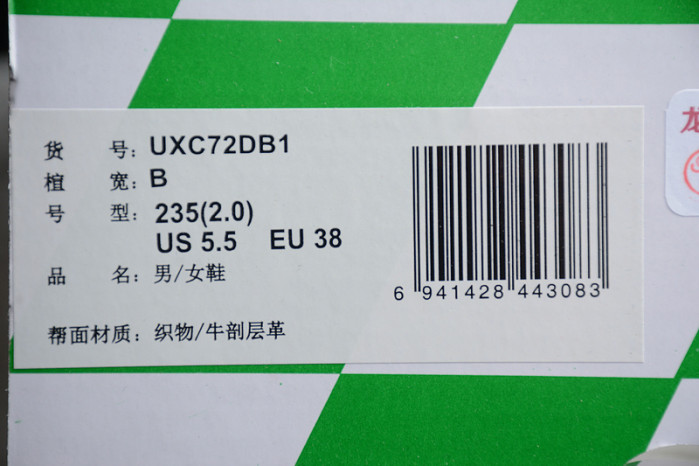 货 号：UXC72DB1
楦 宽：B
号 型：235(2.0)
US 5.5 EU 38
品 名：男/女鞋
帮面材质：织物/牛剖层革
6 941428 443083
龙